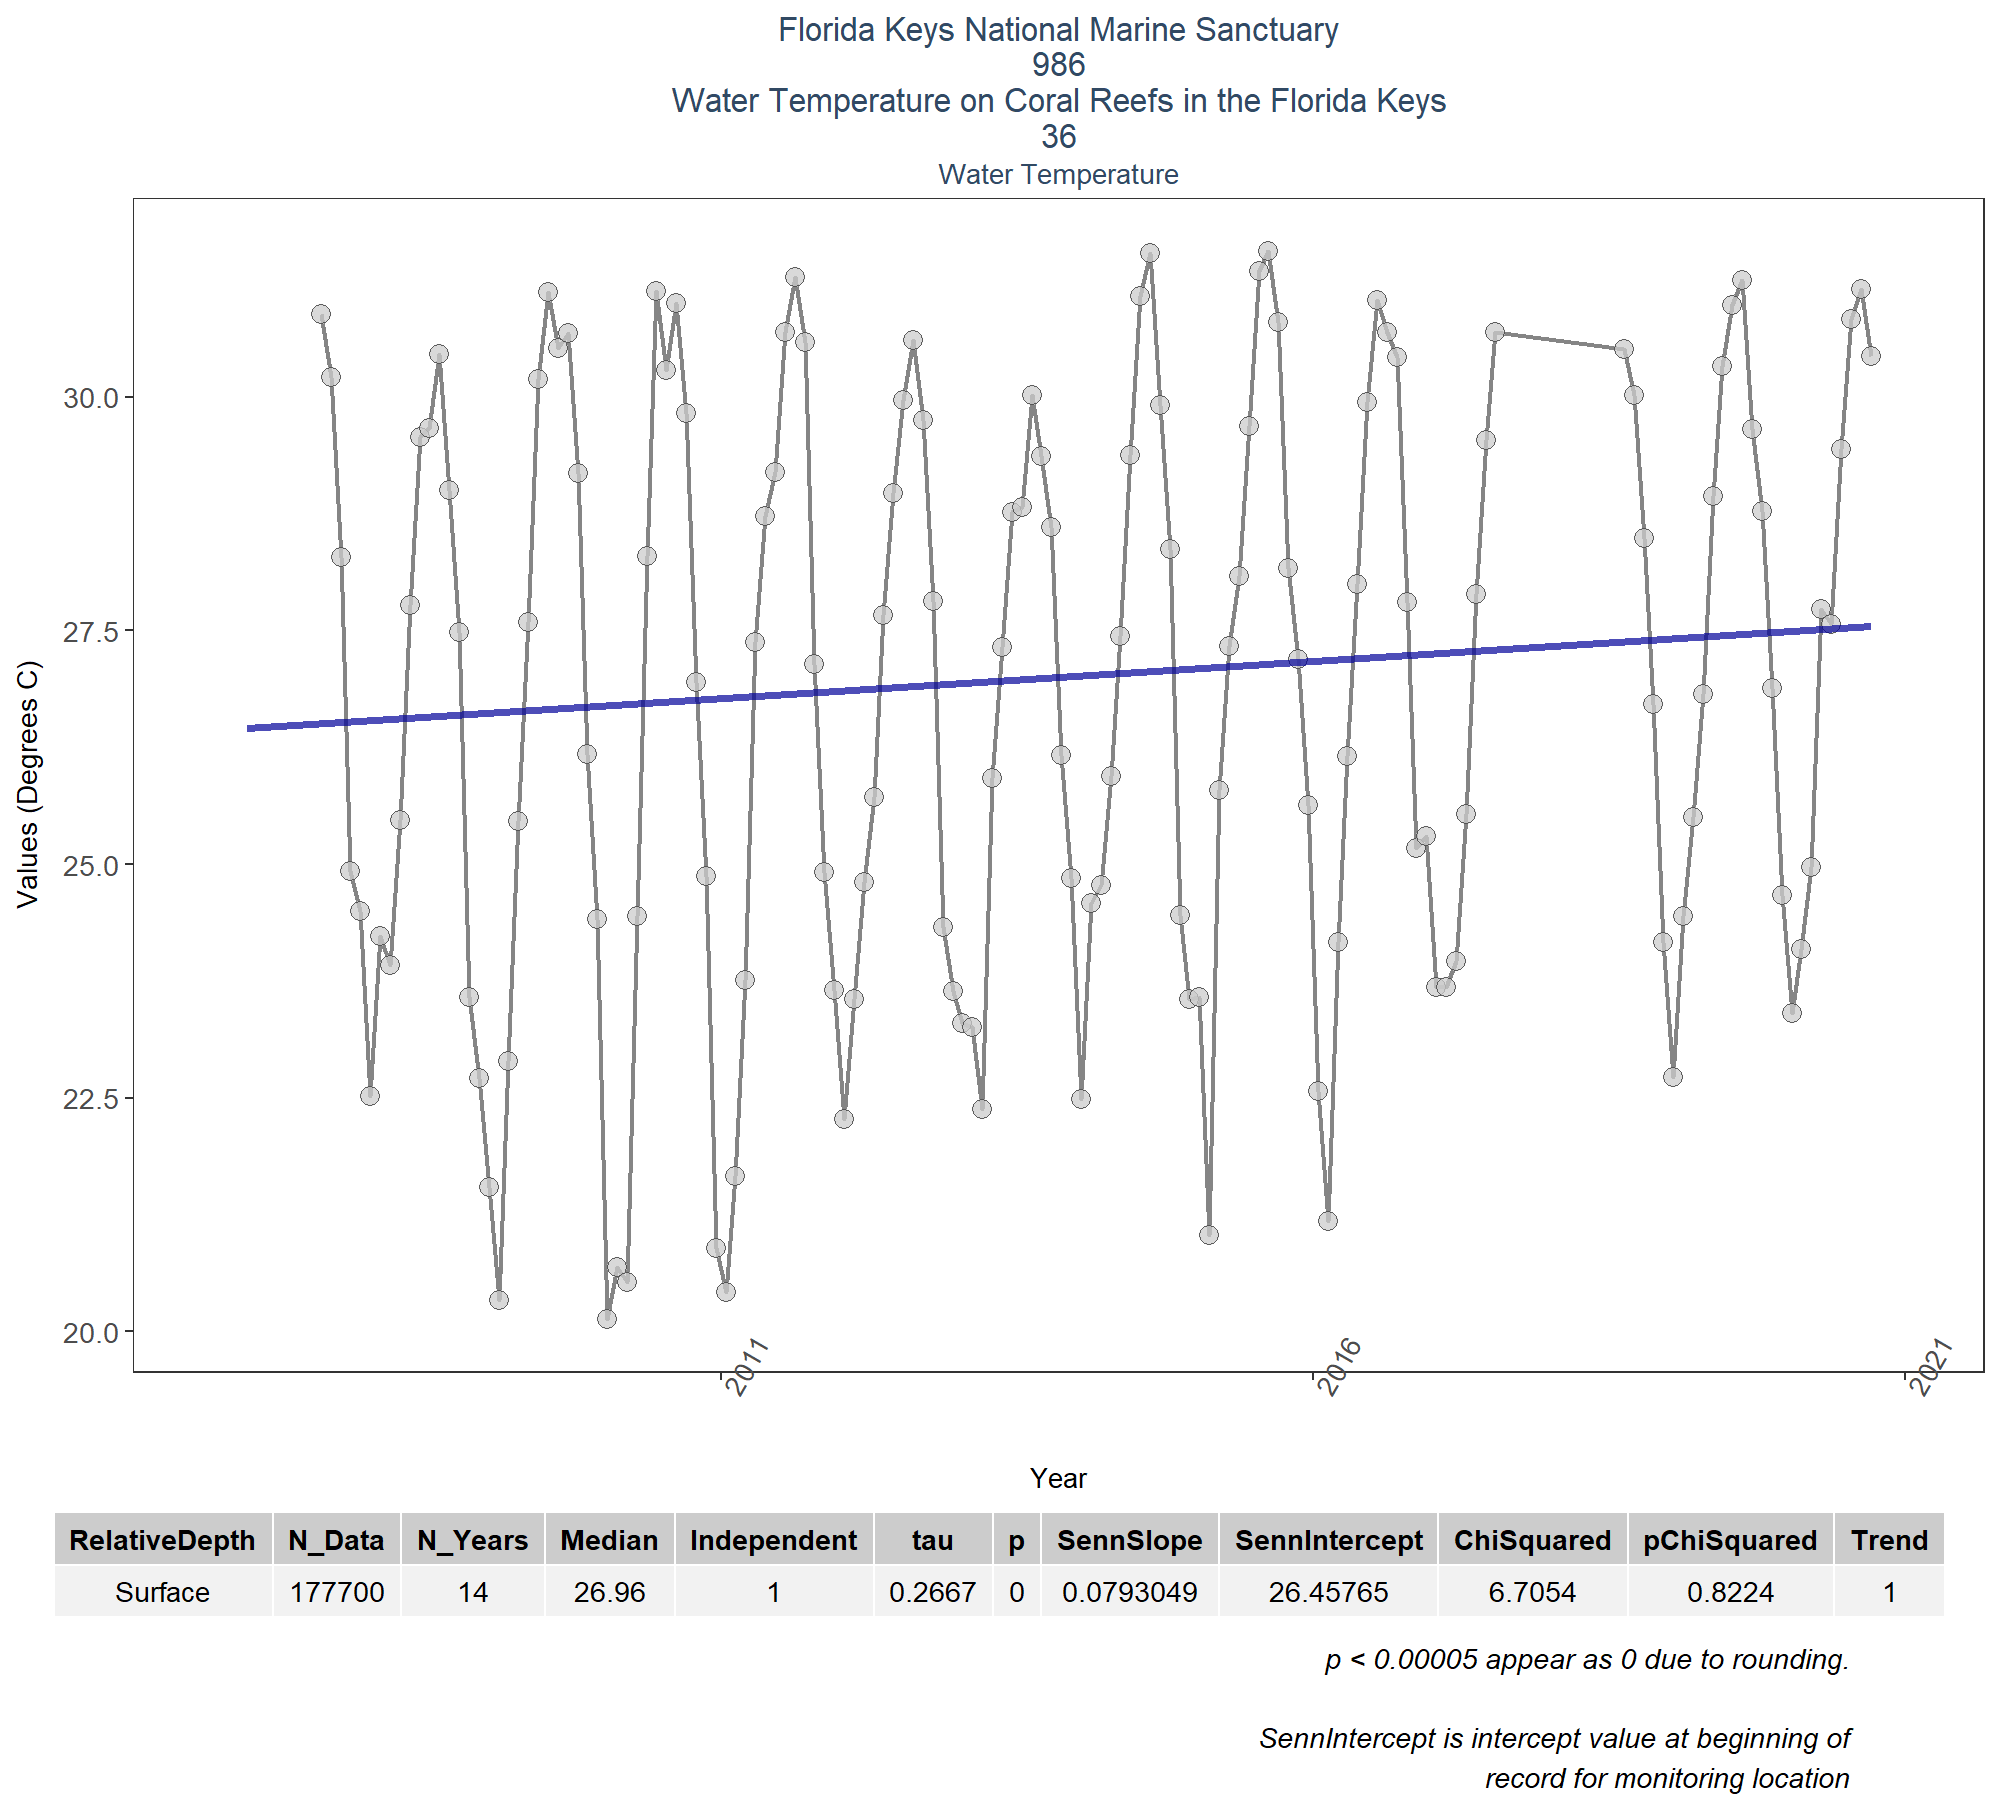 Florida Keys National Marine Sanctuary
986
Water Temperature on Coral Reefs in the Florida Keys
36
Water Temperature
Values (Degrees C)
30.0
27.5
25.0
22.5
20.0
2011 2016 2021
Year
RelativeDepth N_Data N_Years Median Independent tau p SennSlope SennIntercept ChiSquared pChiSquared Trend
Surface 177700 14 26.96 1 0.2667 0 0.0793049 26.45765 6.7054 0.8224 1
p < 0.00005 appear as 0 due to rounding.
SennIntercept is intercept value at beginning of
record for monitoring location